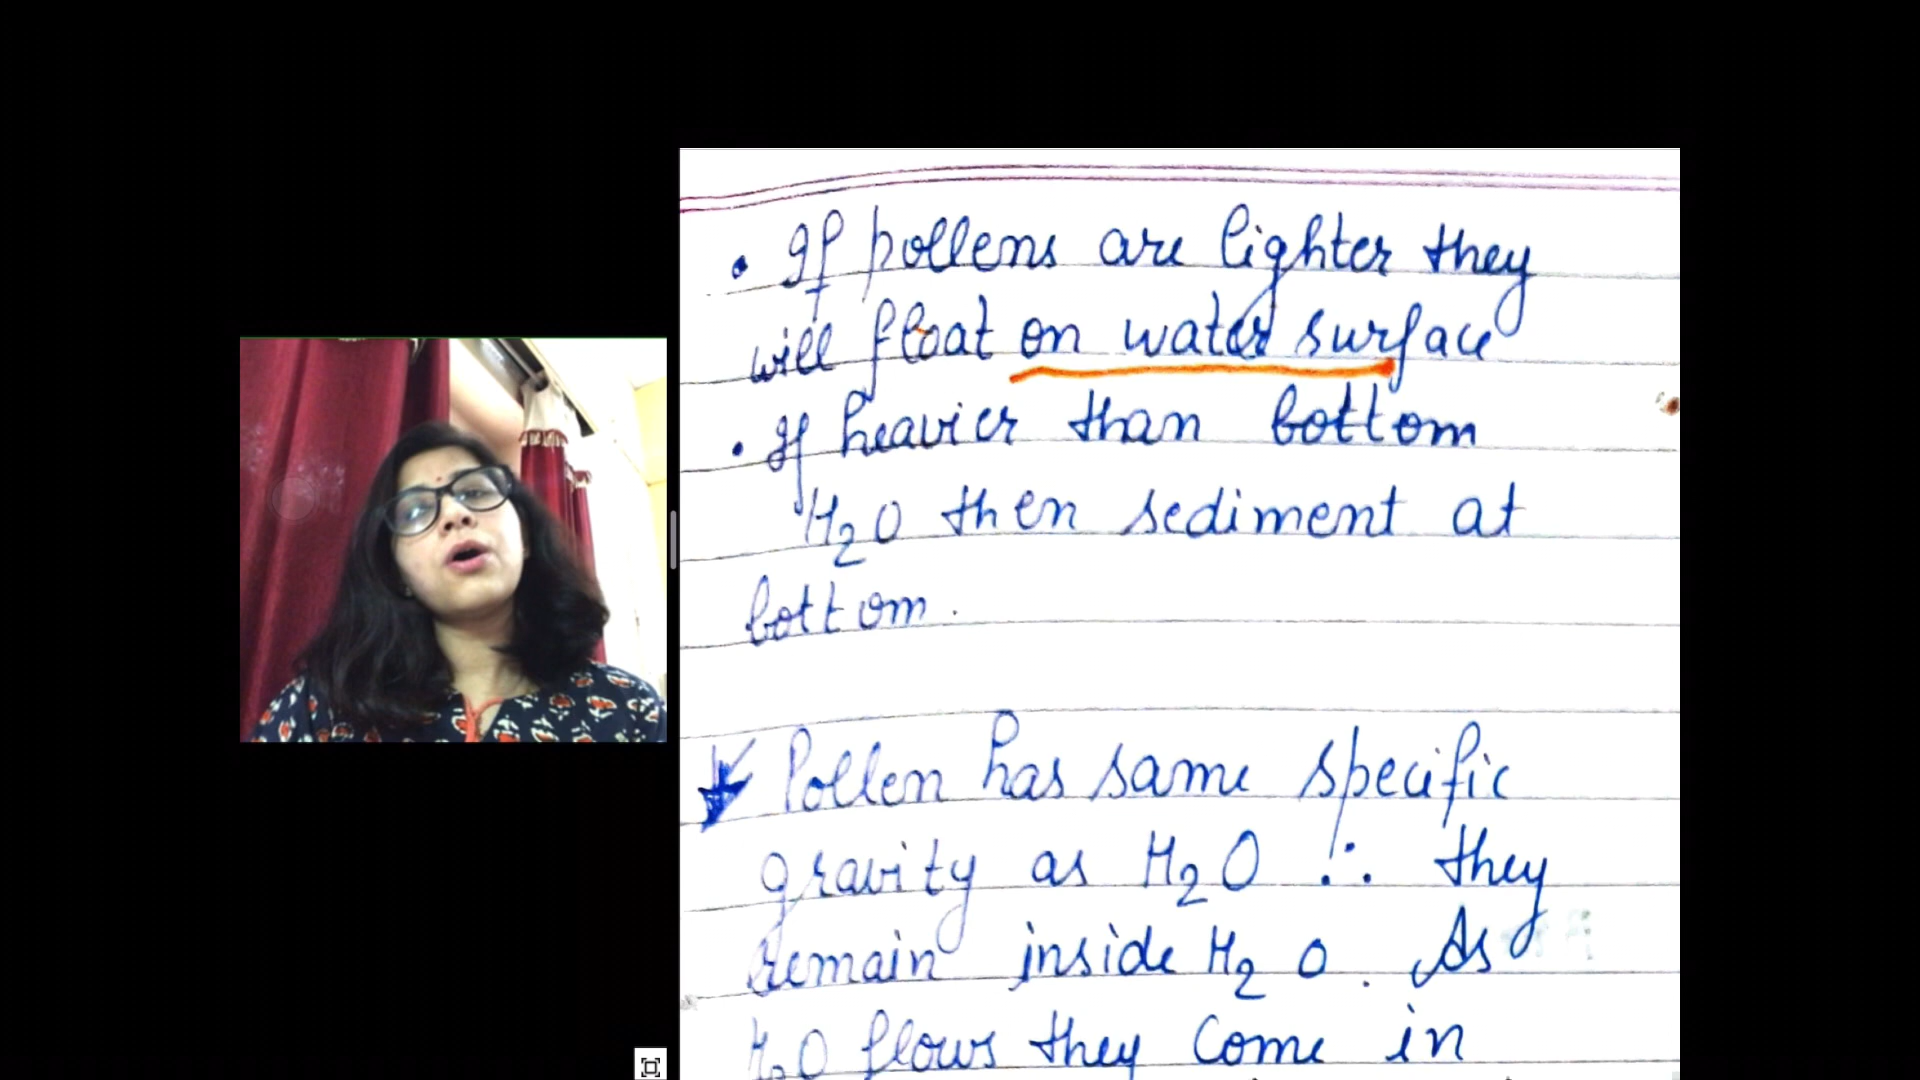 • If pollens are lighter they
will float on water surface
• If heavier than bottom
H₂O then sediment at
bottom.
Pollen has same specific
gravity as H₂O ∴ they
remain inside H₂O. As
H₂O flows they come in